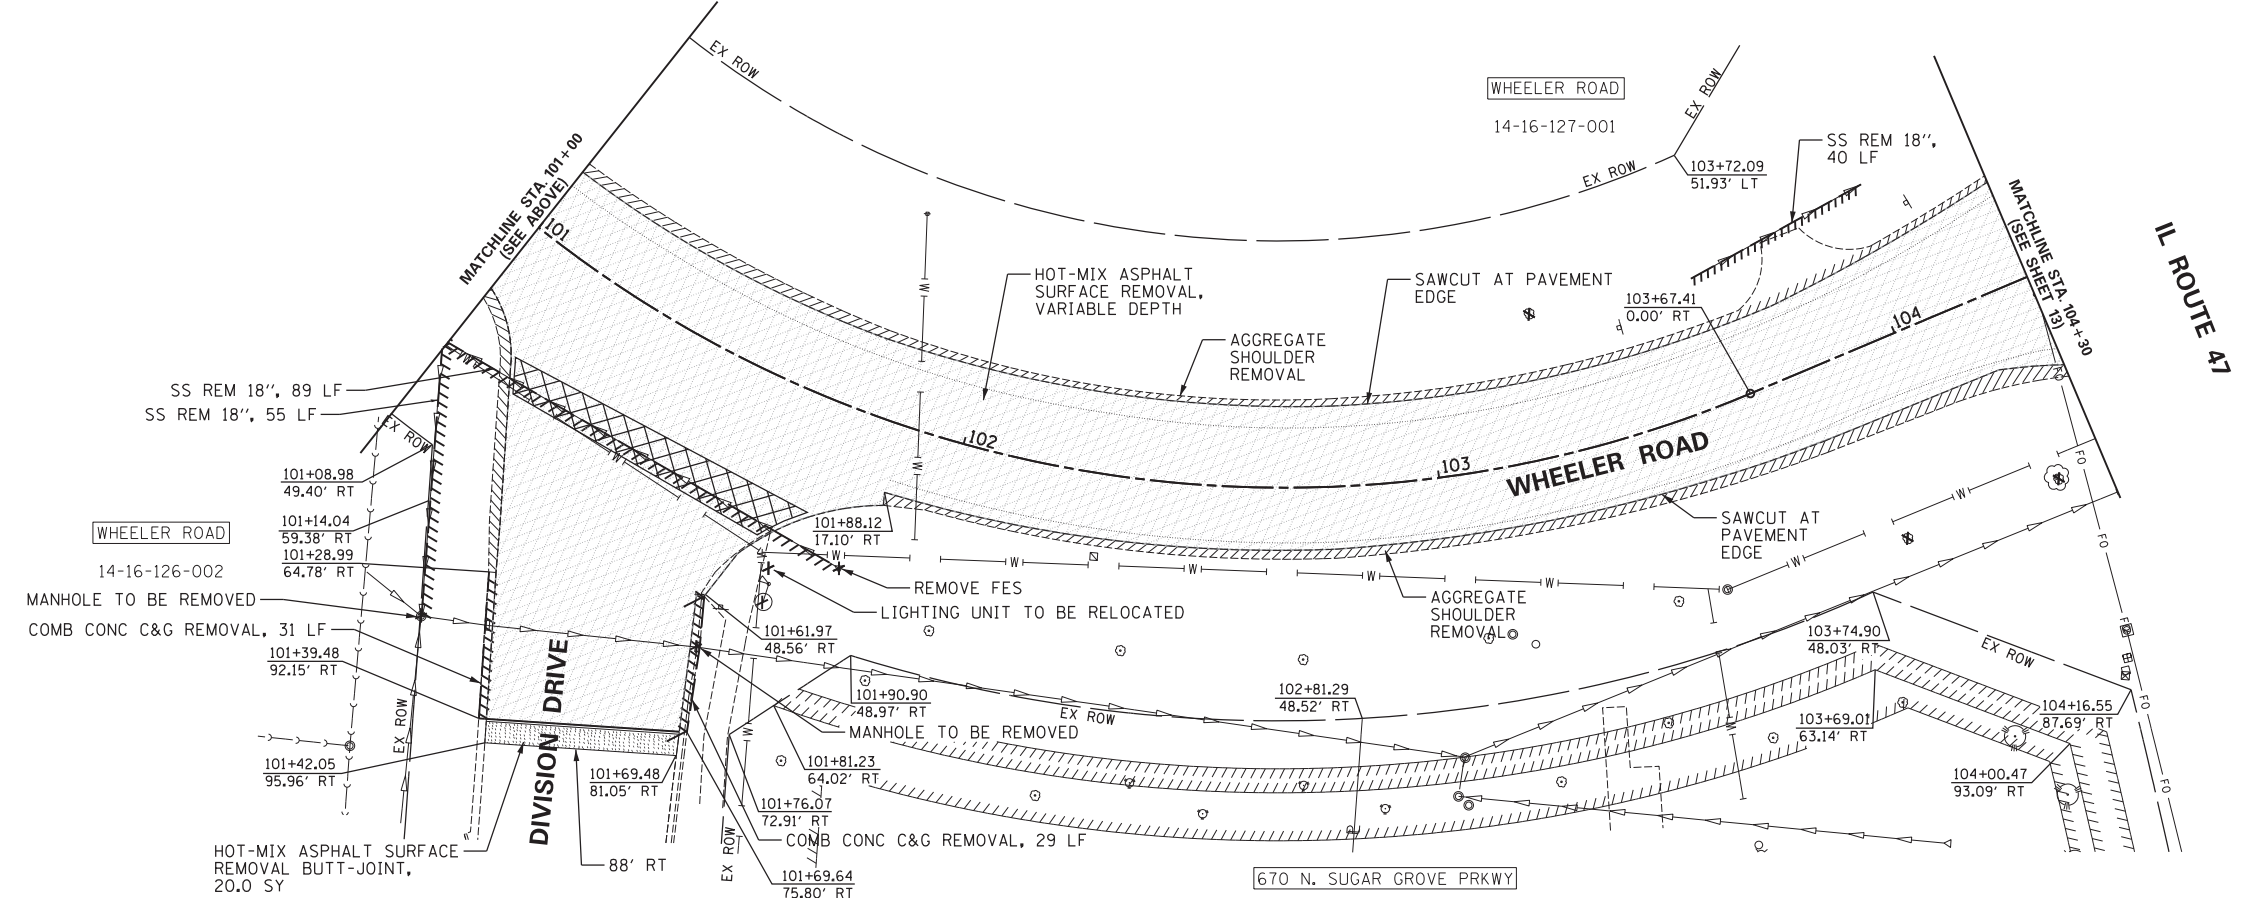 EX ROW
WHEELER ROAD
14-16-127-001
EX ROW
EX ROW
103+72.09
51.93' LT
SS REM 18",
40 LF
MATCHLINE STA. 101+00
(SEE ABOVE)
101
W
HOT-MIX ASPHALT
SURFACE REMOVAL,
VARIABLE DEPTH
SAWCUT AT PAVEMENT
EDGE
103+67.41
0.00' RT
104
MATCHLINE STA. 104+30
(SEE SHEET 13)
IL ROUTE 47
AGGREGATE
SHOULDER
REMOVAL
SS REM 18", 89 LF
SS REM 18", 55 LF
W
EX ROW
W
W
102
103
WHEELER ROAD
101+08.98
49.40' RT
101+14.04
59.38' RT
101+28.99
64.78' RT
WHEELER ROAD
14-16-126-002
101+88.12
17.10' RT
SAWCUT AT
PAVEMENT
EDGE
FO
W
FO
W
W
W
W
W
W
MANHOLE TO BE REMOVED
COMB CONC C&G REMOVAL, 31 LF
REMOVE FES
LIGHTING UNIT TO BE RELOCATED
AGGREGATE
SHOULDER
REMOVAL
101+39.48
92.15' RT
101+61.97
48.56' RT
103+74.90
48.03' RT
EX ROW
FO
101+90.90
48.97' RT
102+81.29
48.52' RT
EX ROW
MANHOLE TO BE REMOVED
104+16.55
87.69' RT
103+69.01
63.14' RT
FO
W
W
EX ROW
101+42.05
95.96' RT
DIVISION DRIVE
101+69.48
81.05' RT
101+81.23
64.02' RT
104+00.47
93.09' RT
FO
101+76.07
72.91' RT
COMB CONC C&G REMOVAL, 29 LF
HOT-MIX ASPHALT SURFACE
REMOVAL BUTT-JOINT,
20.0 SY
88' RT
EX ROW
101+69.64
75.80' RT
670 N. SUGAR GROVE PRKWY